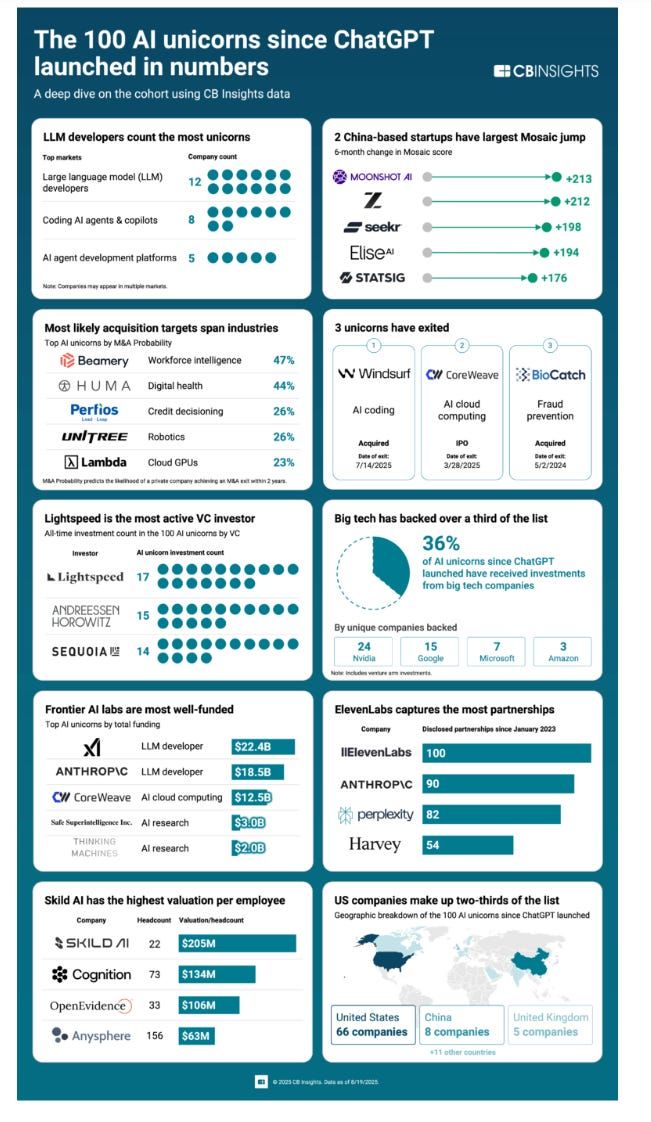 The 100 AI unicorns since ChatGPT
launched in numbers
CBINSIGHTS
A deep dive on the cohort using CB Insights data
LLM developers count the most unicorns
Top markets Company count
Large language model (LLM)
developers
12
Coding AI agents & copilots 8
AI agent development platforms 5
Note: Companies may appear in multiple markets.
2 China-based startups have largest Mosaic jump
6-month change in Mosaic score
MOONSHOT AI +213
Z +212
seekr +198
EliseAI +194
STATSIG +176
Most likely acquisition targets span industries
Top AI unicorns by M&A Probability
Beamery Workforce intelligence 47%
HUMA Digital health 44%
Perfios Credit decisioning 26%
UNITREE Robotics 26%
Lambda Cloud GPUs 23%
M&A Probability predicts the likelihood of a private company achieving an M&A exit within 2 years.
3 unicorns have exited
1
Windsurf
AI coding
Acquired
Date of exit:
7/14/2025
2
CoreWeave
AI cloud
computing
IPO
Date of exit:
3/28/2025
3
BioCatch
Fraud
prevention
Acquired
Date of exit:
5/2/2024
Lightspeed is the most active VC investor
All-time investment count in the 100 AI unicorns by VC
Investor AI unicorn investment count
Lightspeed 17
ANDREESSEN
HOROWITZ
15
SEQUOIA 14
Big tech has backed over a third of the list
36%
of AI unicorns since ChatGPT
launched have received investments
from big tech companies
By unique companies backed
24 15 7 3
Nvidia Google Microsoft Amazon
Note: Includes venture arm investments.
Frontier AI labs are most well-funded
Top AI unicorns by total funding
xI LLM developer $22.4B
ANTHROP\C LLM developer $18.5B
CoreWeave AI cloud computing $12.5B
Safe Superintelligence Inc. AI research $3.0B
THINKING
MACHINES
AI research $2.0B
ElevenLabs captures the most partnerships
Company Disclosed partnerships since January 2023
IIElevenLabs 100
ANTHROP\C 90
perplexity 82
Harvey 54
Skild AI has the highest valuation per employee
Company Headcount Valuation/headcount
SKILD AI 22 $205M
Cognition 73 $134M
OpenEvidence 33 $106M
Anysphere 156 $63M
US companies make up two-thirds of the list
Geographic breakdown of the 100 AI unicorns since ChatGPT launched
United States China United Kingdom
66 companies 8 companies 5 companies
+11 other countries
© 2025 CB Insights. Data as of 8/19/2025.